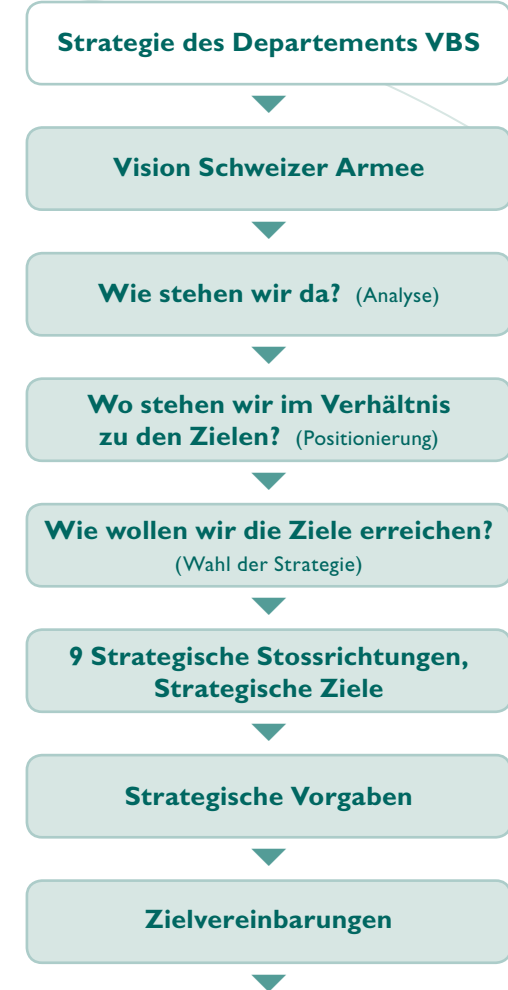 Strategie des Departements VBS
Vision Schweizer Armee
Wie stehen wir da? (Analyse)
Wo stehen wir im Verhältnis
zu den Zielen? (Positionierung)
Wie wollen wir die Ziele erreichen?
(Wahl der Strategie)
9 Strategische Stossrichtungen,
Strategische Ziele
Strategische Vorgaben
Zielvereinbarungen